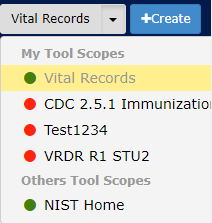 Vital Records +Create
My Tool Scopes
Vital Records
CDC 2.5.1 Immunization
Test1234
VRDR R1 STU2
Others Tool Scopes
NIST Home